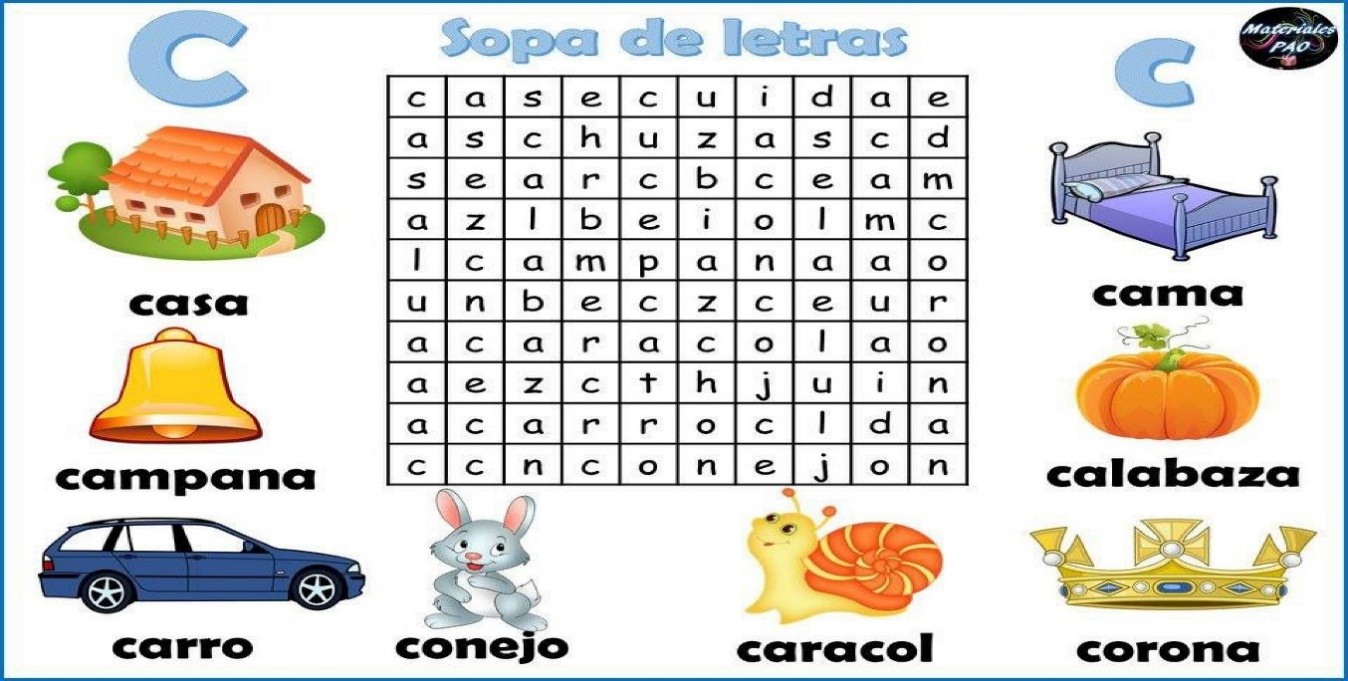 C
Sopa de letras
C
Materiales
PAO
c a s e c u i d a e
a s c h u z a s c d
s e a r c b c e a m
a z l b e i o l m c
l c a m p a n a a o
u n b e c z c e u r
a c a r a c o l a o
a e z c t h j u i n
a c a r r o c l d a
c c n c o n e j o n
casa
cama
campana
calabaza
carro
conejo
caracol
corona